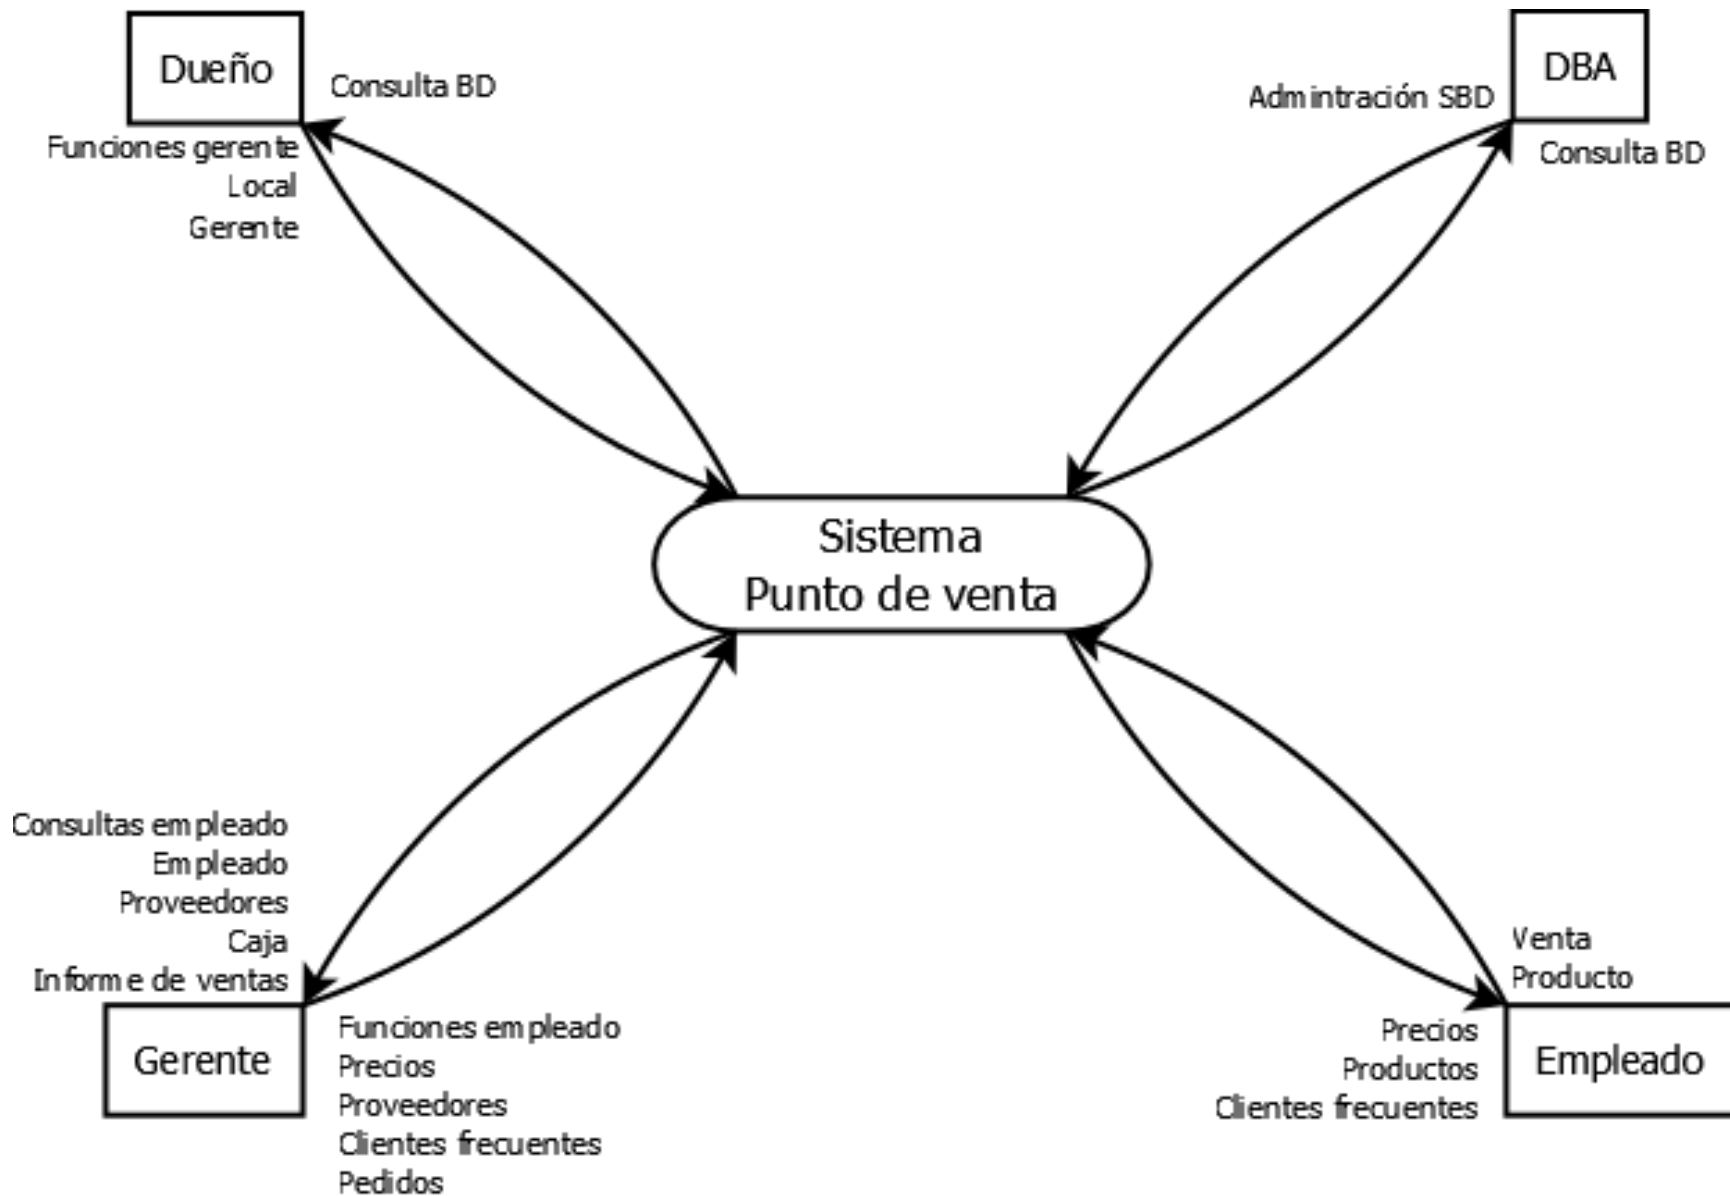 Dueño
Consulta BD
Funciones gerente
Local
Gerente
DBA
Admintración SBD
Consulta BD
Sistema
Punto de venta
Consultas empleado
Empleado
Proveedores
Caja
Informe de ventas
Gerente
Funciones empleado
Precios
Proveedores
Clientes frecuentes
Pedidos
Venta
Producto
Precios
Productos
Clientes frecuentes
Empleado